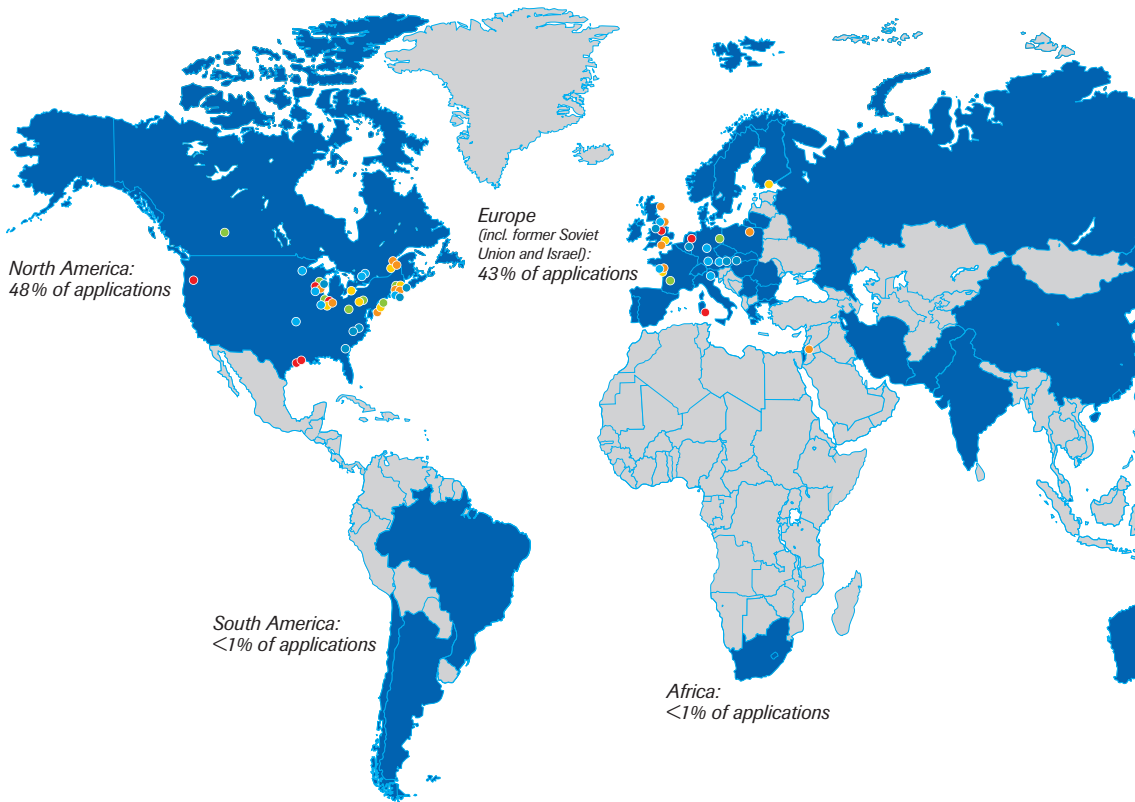 North America:
48% of applications
Europe
(incl. former Soviet
Union and Israel):
43% of applications
South America:
<1% of applications
Africa:
<1% of applications